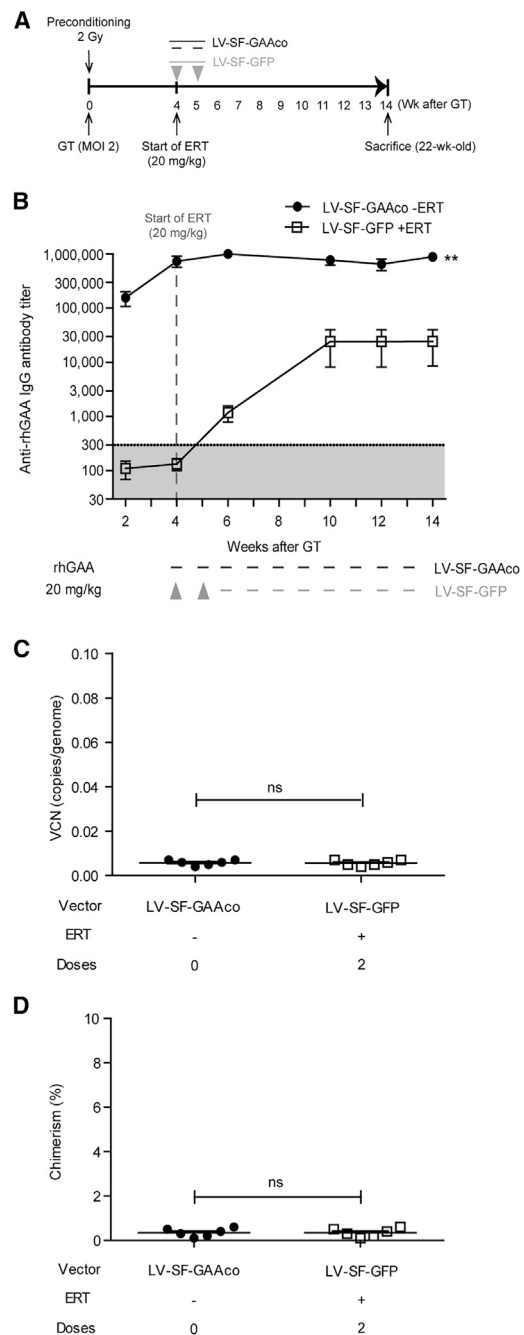 A
Preconditioning
2 Gy
LV-SF-GAAco
LV-SF-GFP
0 4 5 6 7 8 9 10 11 12 13 14 (Wk after GT)
GT (MOI 2)
Start of ERT
(20 mg/kg)
Sacrifice (22-wk-old)
B
LV-SF-GAAco -ERT
LV-SF-GFP +ERT
Start of ERT
(20 mg/kg)
Anti-rhGAA IgG antibody titer
1,000,000
300,000
100,000
30,000
10,000
3,000
1,000
300
100
30
**
2 4 6 8 10 12 14
Weeks after GT
rhGAA
20 mg/kg
LV-SF-GAAco
LV-SF-GFP
C
VCN (copies/genome)
0.10
0.08
0.06
0.04
0.02
0.00
ns
Vector LV-SF-GAAco LV-SF-GFP
ERT - +
Doses 0 2
D
Chimerism (%)
10
8
6
4
2
0
ns
Vector LV-SF-GAAco LV-SF-GFP
ERT - +
Doses 0 2